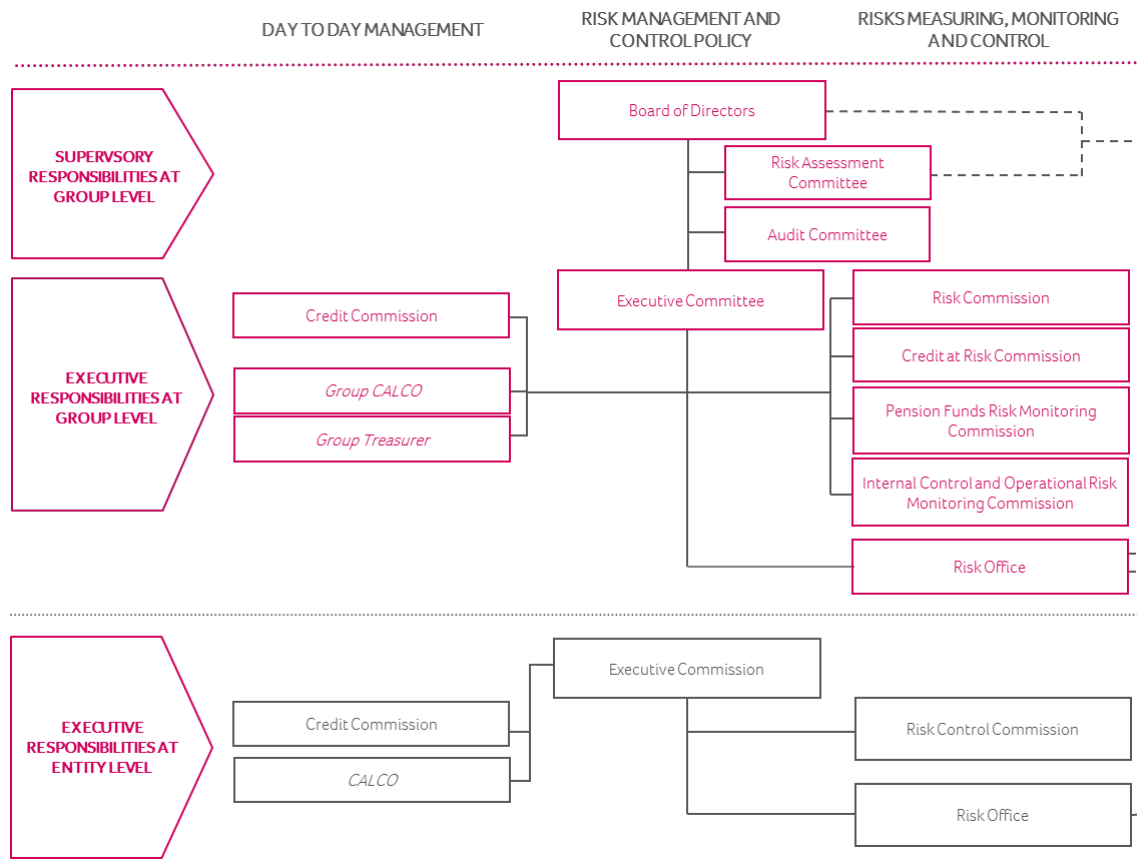 DAY TO DAY MANAGEMENT
RISK MANAGEMENT AND
CONTROL POLICY
RISKS MEASURING, MONITORING
AND CONTROL
SUPERVSORY
RESPONSIBILITIES AT
GROUP LEVEL
Board of Directors
Risk Assessment
Committee
Audit Committee
EXECUTIVE
RESPONSIBILITIES AT
GROUP LEVEL
Credit Commission
Group CALCO
Group Treasurer
Executive Committee
Risk Commission
Credit at Risk Commission
Pension Funds Risk Monitoring
Commission
Internal Control and Operational Risk
Monitoring Commission
Risk Office
EXECUTIVE
RESPONSIBILITIES AT
ENTITY LEVEL
Credit Commission
CALCO
Executive Commission
Risk Control Commission
Risk Office